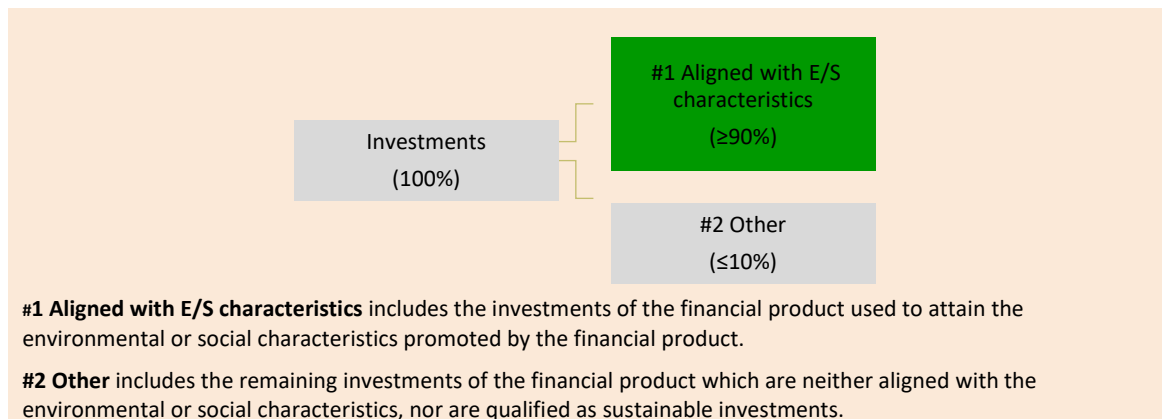 #1 Aligned with E/S
characteristics
(≥90%)
Investments
(100%)
#2 Other
(≤10%)
#1 Aligned with E/S characteristics includes the investments of the financial product used to attain the
environmental or social characteristics promoted by the financial product.
#2 Other includes the remaining investments of the financial product which are neither aligned with the
environmental or social characteristics, nor are qualified as sustainable investments.